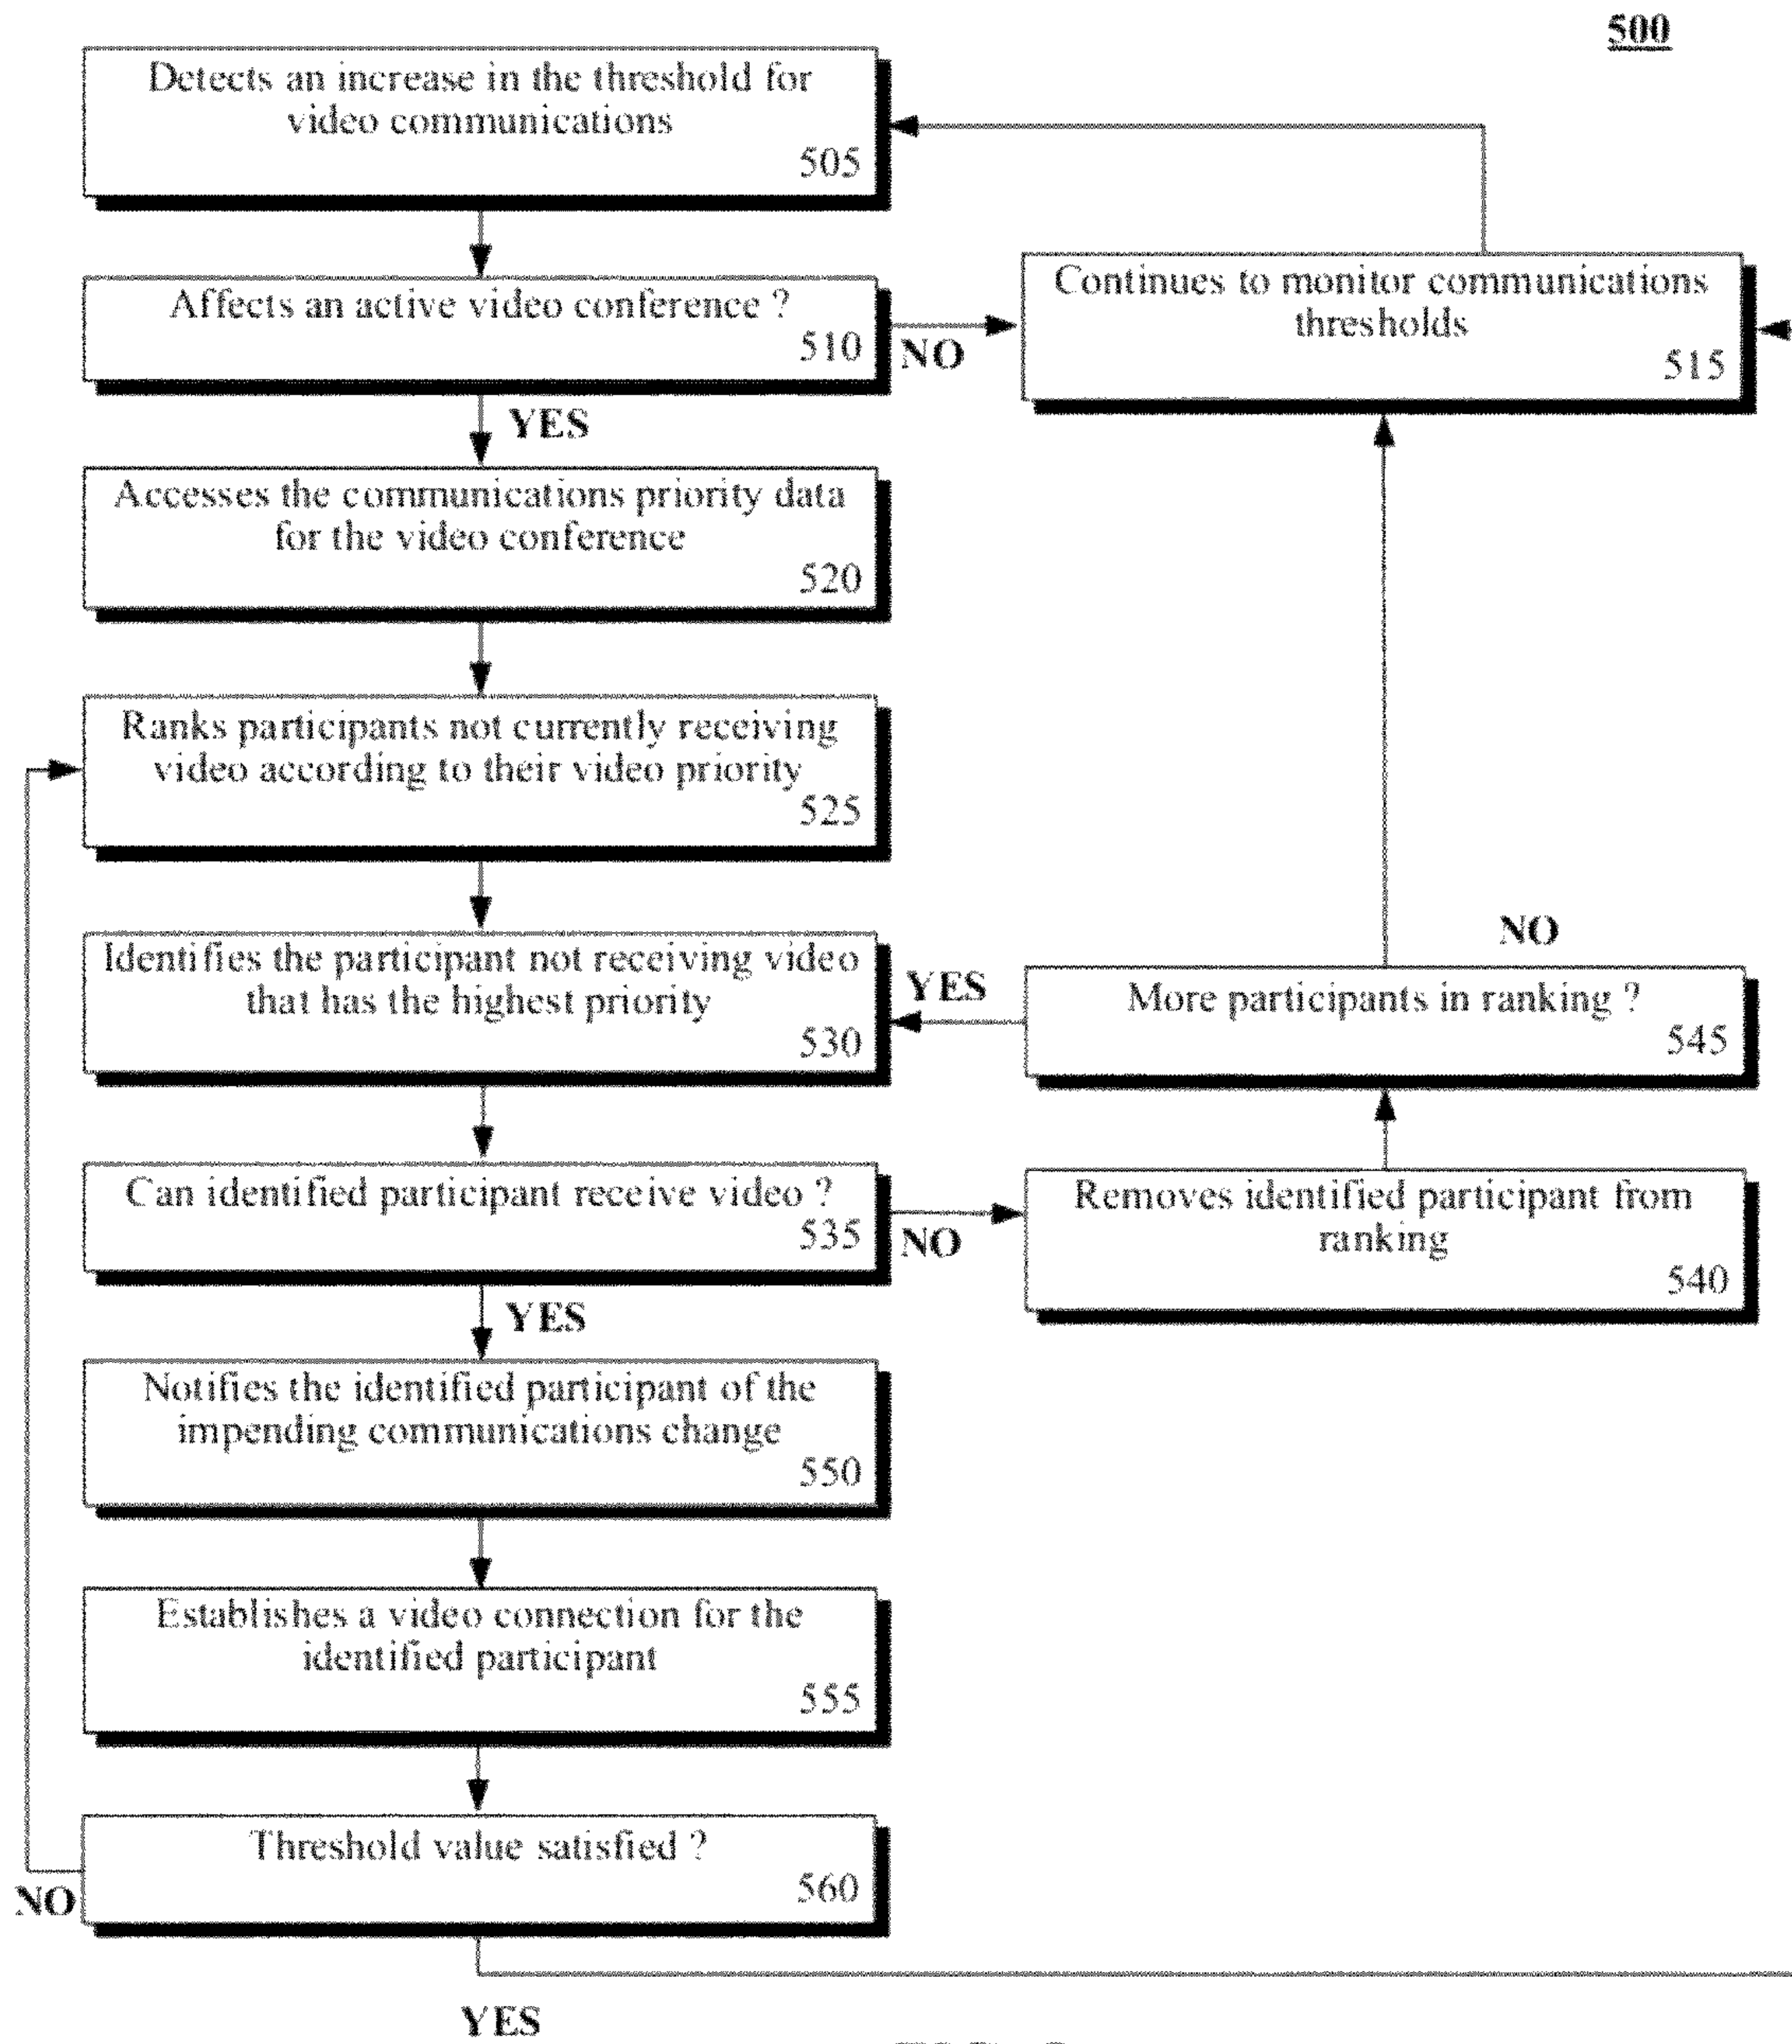 500
Detects an increase in the threshold for
video communications
505
Affects an active video conference ?
510
NO
Continues to monitor communications
thresholds
515
YES
Accesses the communications priority data
for the video conference
520
Ranks participants not currently receiving
video according to their video priority
525
Identifies the participant not receiving video
that has the highest priority
530
YES
NO
More participants in ranking ?
545
Can identified participant receive video ?
535
NO
Removes identified participant from
ranking
540
YES
Notifies the identified participant of the
impending communications change
550
Establishes a video connection for the
identified participant
555
Threshold value satisfied ?
560
NO
YES